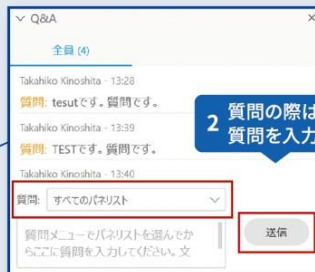 Q&A
×
全員 (4)
Takahiko Kinoshita - 13:28
質問: tesutです。質問です。
Takahiko Kinoshita - 13:39
質問: TESTです。質問です。
Takahiko Kinoshita - 13:40
2 質問の際は
質問を入力
質問: すべてのパネリスト
質問メニューでパネリストを選んでか
らここに質問を入力してください。文
送信